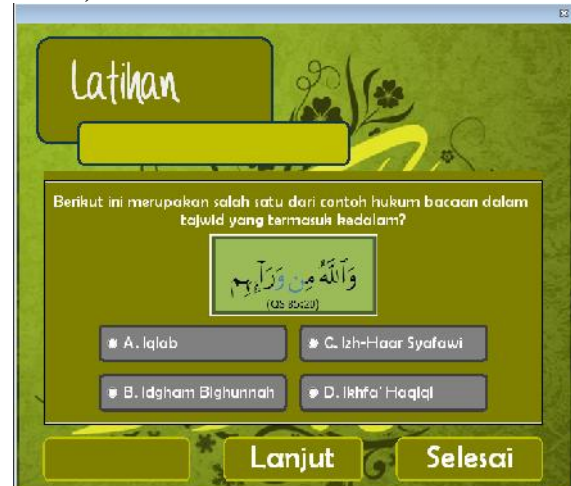 Latihan
Berikut ini merupakan salah satu dari contoh hukum bacaan dalam
tajwid yang termasuk kedalam?
وَٱللَّهُ مِن وَرَآئِهِم
(QS 85:20)
A. Iqlab
C. Izh-Haar Syafawi
B. Idgham Bighunnah
D. Ikhfa' Haqiqi
Lanjut
Selesai